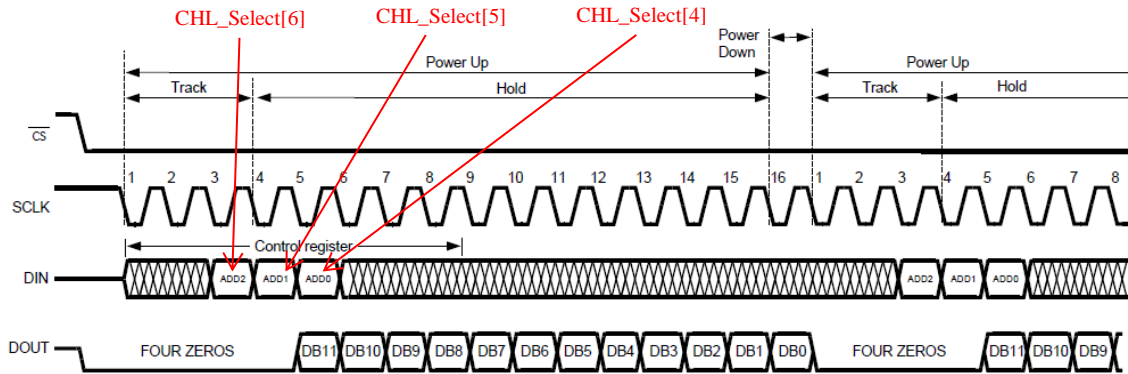 CHL_Select[6] CHL_Select[5] CHL_Select[4]
Power Down
Power Up Power Up
Track Hold Track Hold
CS
1 2 3 4 5 6 7 8 9 10 11 12 13 14 15 16 1 2 3 4 5 6 7 8
SCLK
Control register
DIN ADD2 ADD1 ADD0 ADD2 ADD1 ADD0
DOUT FOUR ZEROS DB11 DB10 DB9 DB8 DB7 DB6 DB5 DB4 DB3 DB2 DB1 DB0 FOUR ZEROS DB11 DB10 DB9